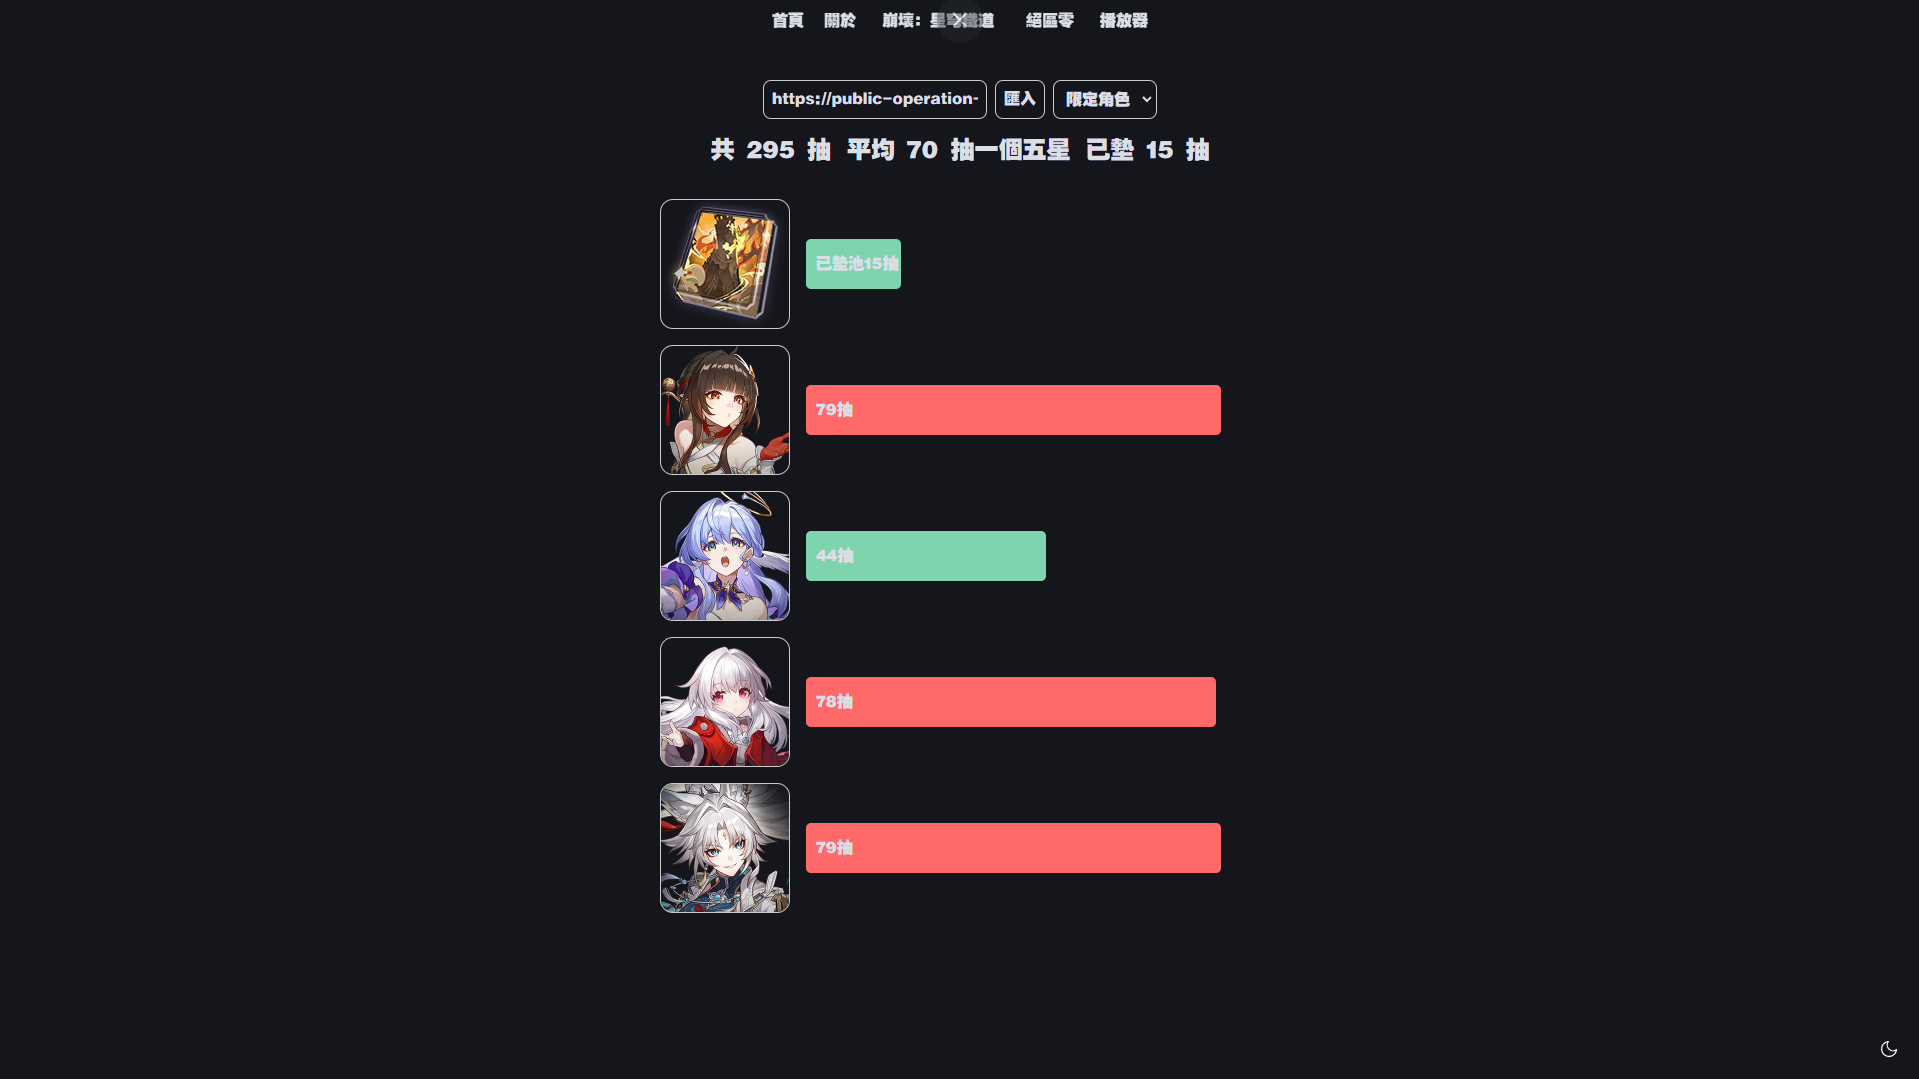 首頁 關於 崩壞：星穹鐵道 絕區零 播放器
https://public-operation- 匯入 限定角色
共 295 抽 平均 70 抽一個五星 已墊 15 抽
已墊池15抽
79抽
44抽
78抽
79抽